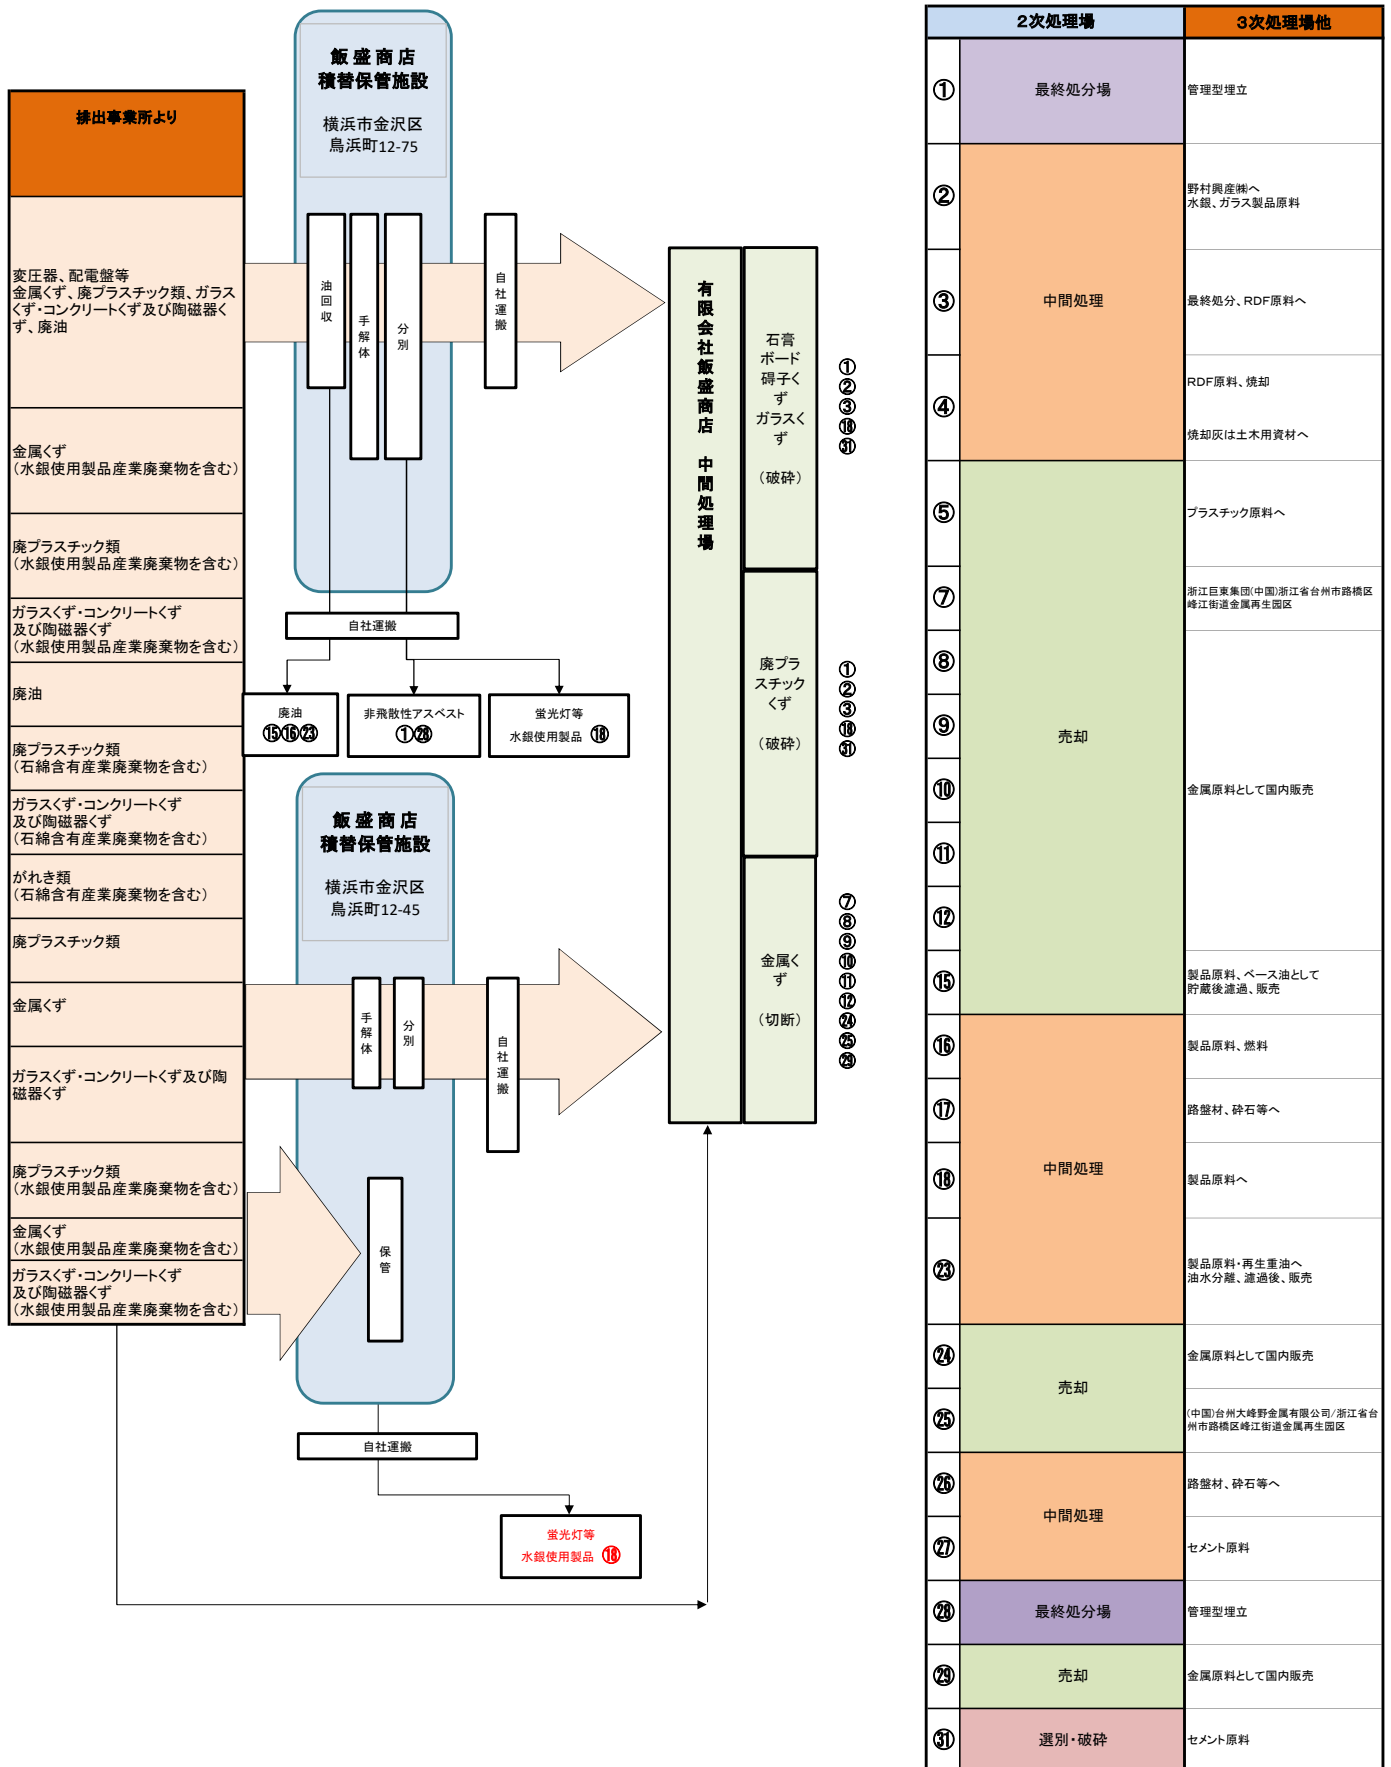 排出事業所より
変圧器、配電盤等
金属くず、廃プラスチック類、ガラス
くず・コンクリートくず及び陶磁器く
ず、廃油
金属くず
(水銀使用製品産業廃棄物を含む)
廃プラスチック類
(水銀使用製品産業廃棄物を含む)
ガラスくず・コンクリートくず
及び陶磁器くず
(水銀使用製品産業廃棄物を含む)
廃油
廃プラスチック類
(石綿含有産業廃棄物を含む)
ガラスくず・コンクリートくず
及び陶磁器くず
(石綿含有産業廃棄物を含む)
がれき類
(石綿含有産業廃棄物を含む)
廃プラスチック類
金属くず
ガラスくず・コンクリートくず及び陶
磁器くず
廃プラスチック類
(水銀使用製品産業廃棄物を含む)
金属くず
(水銀使用製品産業廃棄物を含む)
ガラスくず・コンクリートくず
及び陶磁器くず
(水銀使用製品産業廃棄物を含む)
飯盛商店
積替保管施設
横浜市金沢区
鳥浜町12-75
油回収
手解体
分別
自社運搬
自社運搬
廃油
⑮⑯㉓
非飛散性アスベスト
①㉘
蛍光灯等
水銀使用製品 ⑱
飯盛商店
積替保管施設
横浜市金沢区
鳥浜町12-45
手解体
分別
自社運搬
保管
自社運搬
蛍光灯等
水銀使用製品 ⑱
有限会社飯盛商店 中間処理場
石膏
ボード
碍子く
ず
ガラスく
ず
(破砕)
①
②
③
⑱
㉛
廃プラ
スチック
くず
(破砕)
①
②
③
⑱
㉛
金属く
ず
(切断)
⑦
⑧
⑨
⑩
⑪
⑫
㉔
㉕
㉙
2次処理場 3次処理場他
① 最終処分場 管理型埋立
② 野村興産㈱へ
水銀、ガラス製品原料
③ 中間処理 最終処分、RDF原料へ
④ RDF原料、焼却
焼却灰は土木用資材へ
⑤ プラスチック原料へ
⑦ 浙江巨東集団(中国)浙江省台州市路橋区
峰江街道金属再生园区
⑧
⑨ 売却
⑩ 金属原料として国内販売
⑪
⑫
⑮ 製品原料、ベース油として
貯蔵後濾過、販売
⑯ 製品原料、燃料
⑰ 路盤材、砕石等へ
中間処理
⑱ 製品原料へ
㉓ 製品原料・再生重油へ
油水分離、濾過後、販売
㉔ 金属原料として国内販売
売却
㉕ (中国)台州大峰野金属有限公司/浙江省台
州市路橋区峰江街道金属再生园区
㉖ 路盤材、砕石等へ
中間処理
㉗ セメント原料
㉘ 最終処分場 管理型埋立
㉙ 売却 金属原料として国内販売
㉛ 選別・破砕 セメント原料